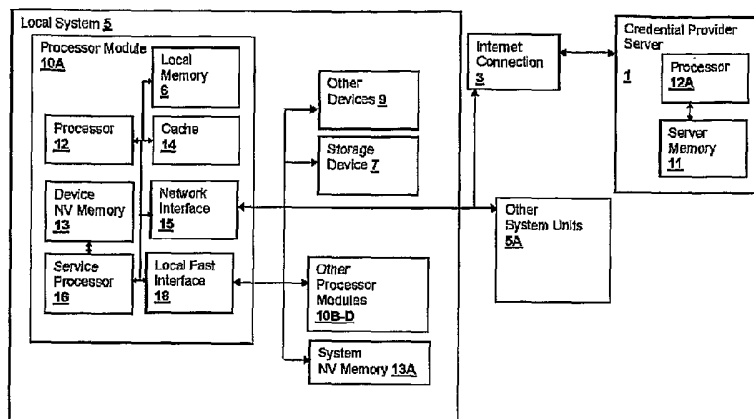 Local System 5
Processor Module
10A
Local
Memory
6
Processor
12
Cache
14
Device
NV Memory
13
Network
Interface
15
Service
Processor
16
Local Fast
Interface
18
Other
Devices 9
Storage
Device 7
Other
Processor
Modules
10B-D
System
NV Memory 13A
Internet
Connection
3
Other
System Units
5A
Credential Provider
Server
1
Processor
12A
Server
Memory
11